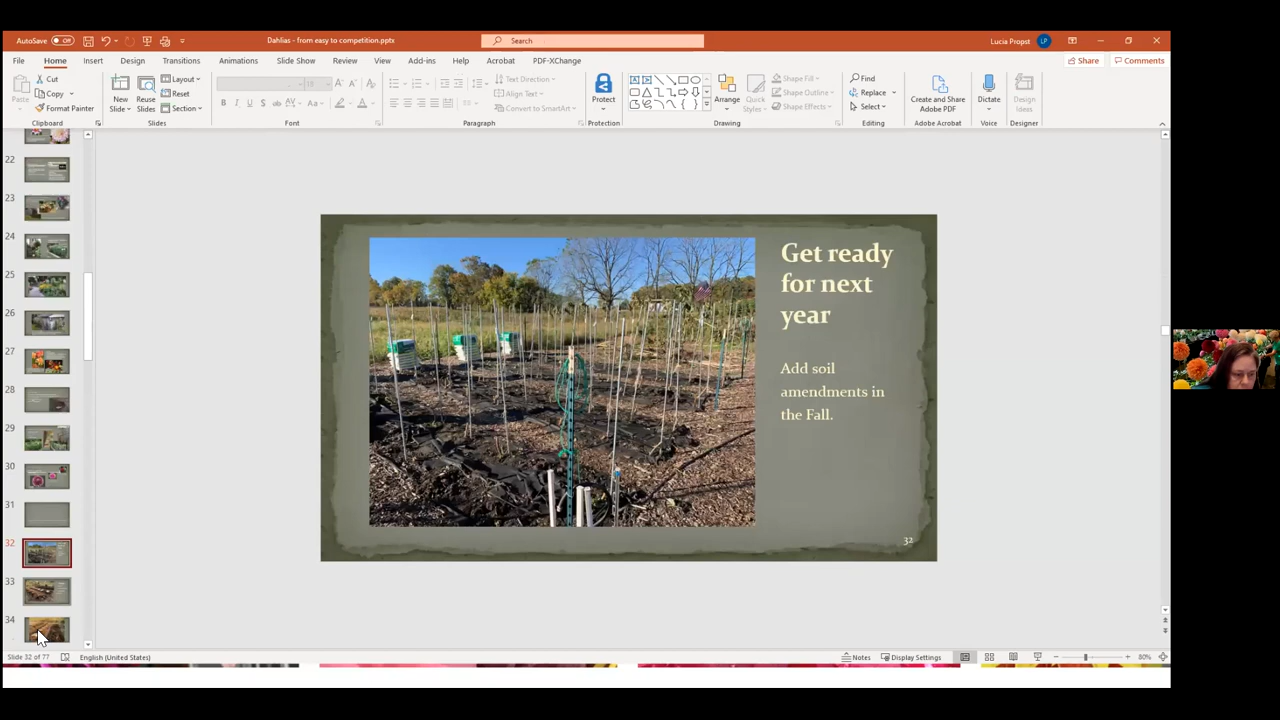 AutoSave Off
Dahlias - from easy to competition.pptx
Search
Lucia Propst LP
File Home Insert Design Transitions Animations Slide Show Review View Add-ins Help Acrobat PDF-XChange Share Comments
Paste
Cut
Copy
Format Painter
Clipboard
New Slide
Reuse Slides
Layout
Reset
Section
Slides
18
B U S ab AV Aa
Font
Paragraph
Text Direction
Align Text
Convert to SmartArt
Protect
Protection
Arrange
Quick Styles
Shape Fill
Shape Outline
Shape Effects
Drawing
Find
Replace
Select
Editing
Create and Share Adobe PDF
Adobe Acrobat
Dictate
Voice
Design Ideas
Designer
22
23
24
25
26
27
28
29
30
31
32
33
34
Get ready
for next
year
Add soil
amendments in
the Fall.
32
Slide 32 of 77 English (United States) Notes Display Settings 80%